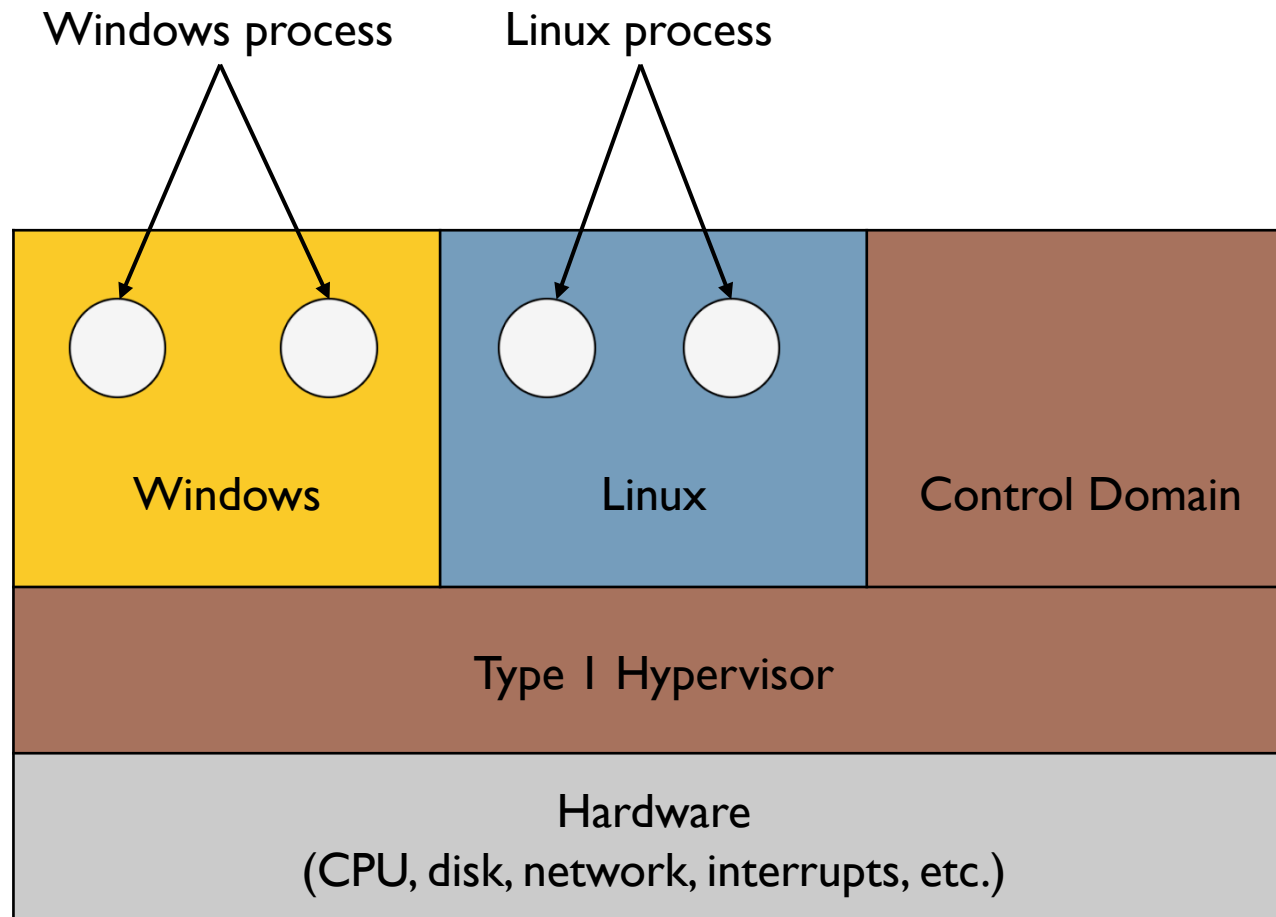 Windows process
Linux process
Windows
Linux
Control Domain
Type 1 Hypervisor
Hardware
(CPU, disk, network, interrupts, etc.)